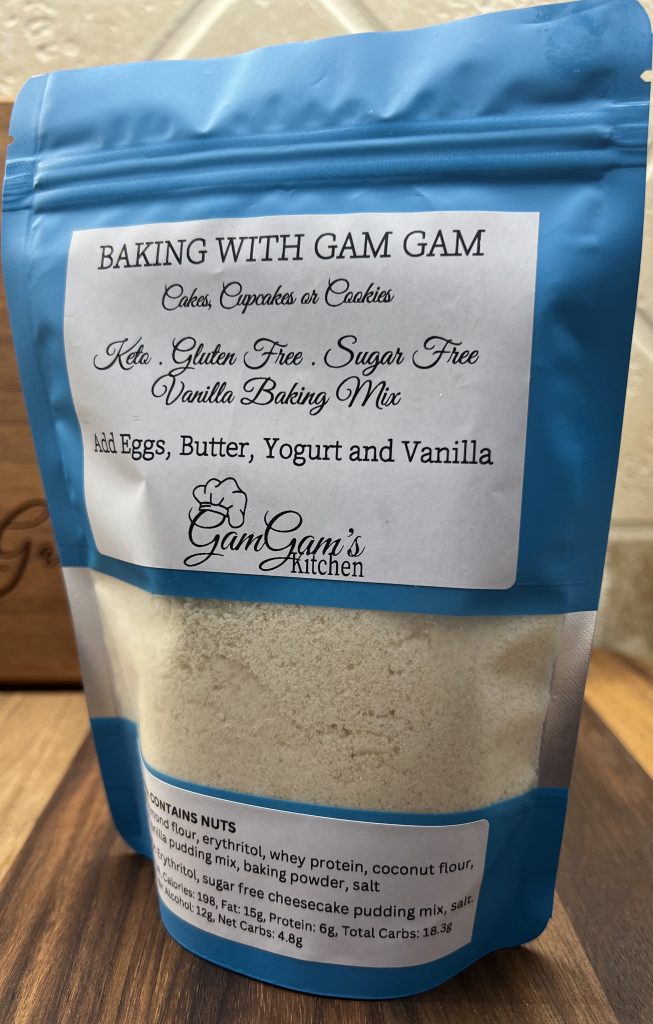 BAKING WITH GAM GAM
Cakes, Cupcakes or Cookies
Keto . Gluten Free . Sugar Free
Vanilla Baking Mix
Add Eggs, Butter, Yogurt and Vanilla
GamGam's
Kitchen
Ga
CONTAINS NUTS
flour, erythritol, whey protein, coconut flour,
pudding mix, baking powder, salt
Erythritol, sugar free cheesecake pudding mix, salt.
Calories: 198, Fat: 15g, Protein: 6g, Total Carbs: 18.3g
Alcohol: 12g, Net Carbs: 4.8g